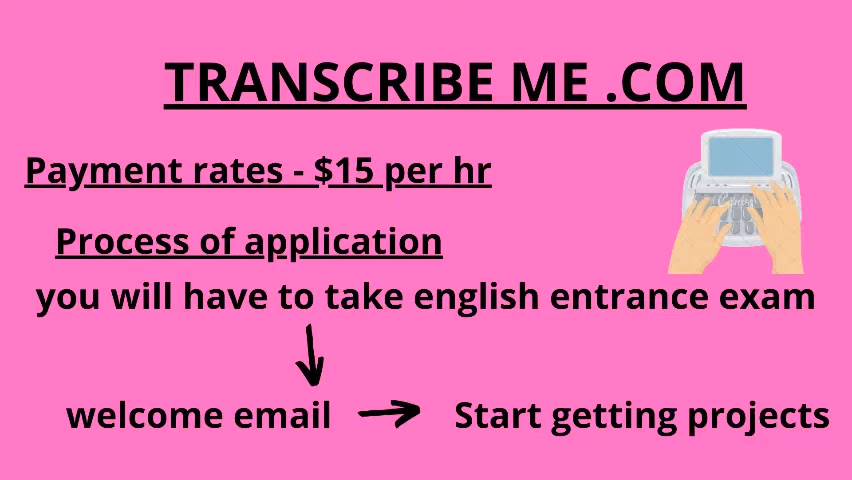 TRANSCRIBE ME .COM
Payment rates - $15 per hr
Process of application
you will have to take english entrance exam
welcome email
Start getting projects
Canva